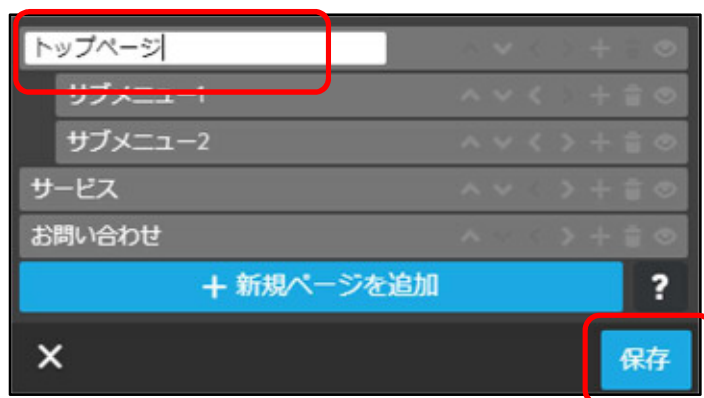 トップページ
サブメニュー1
サブメニュー2
サービス
お問い合わせ
+ 新規ページを追加 ?
× 保存